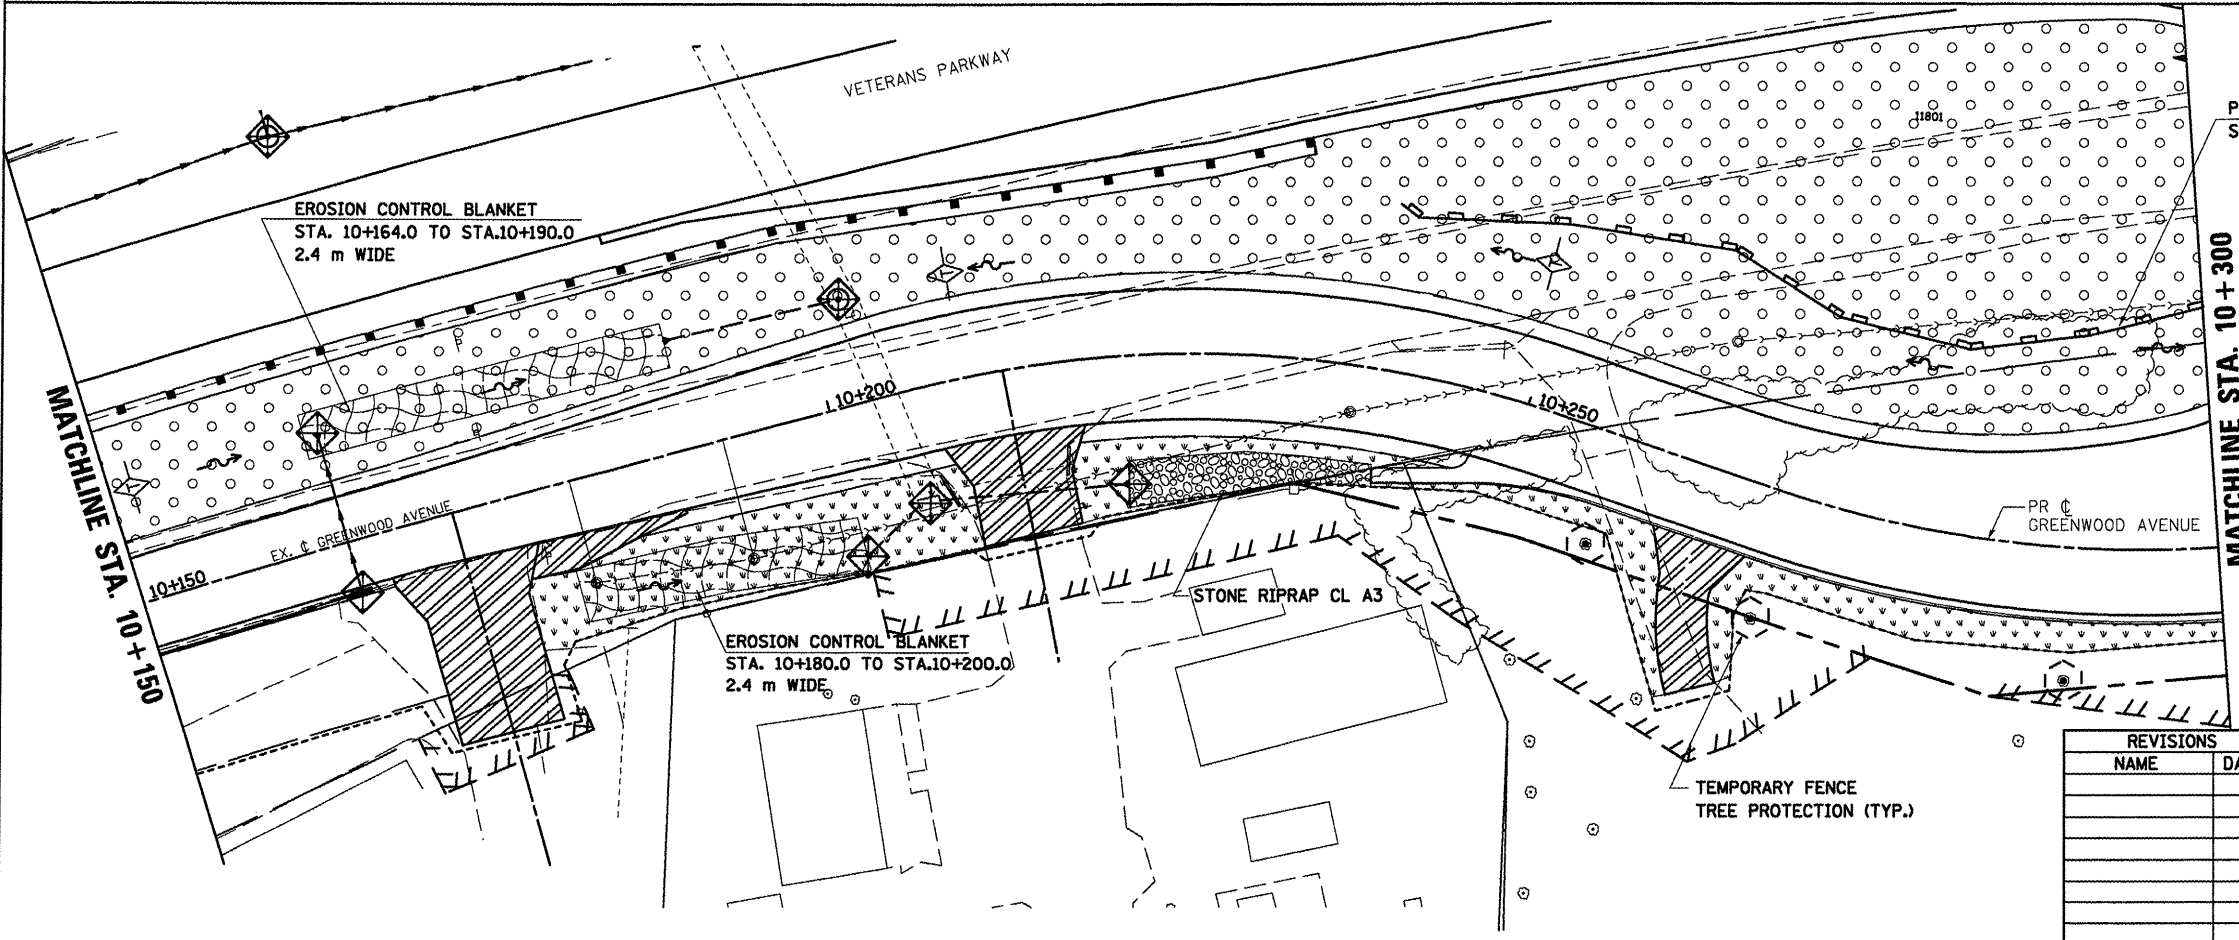 VETERANS PARKWAY
11801
P
S
EROSION CONTROL BLANKET
STA. 10+164.0 TO STA.10+190.0
2.4 m WIDE
MATCHLINE STA. 10+150
MATCHLINE STA. 10+300
10+200
10+250
10+150
EX. ℄ GREENWOOD AVENUE
PR ℄
GREENWOOD AVENUE
STONE RIPRAP CL A3
EROSION CONTROL BLANKET
STA. 10+180.0 TO STA.10+200.0
2.4 m WIDE
TEMPORARY FENCE
TREE PROTECTION (TYP.)
REVISIONS
NAME DA